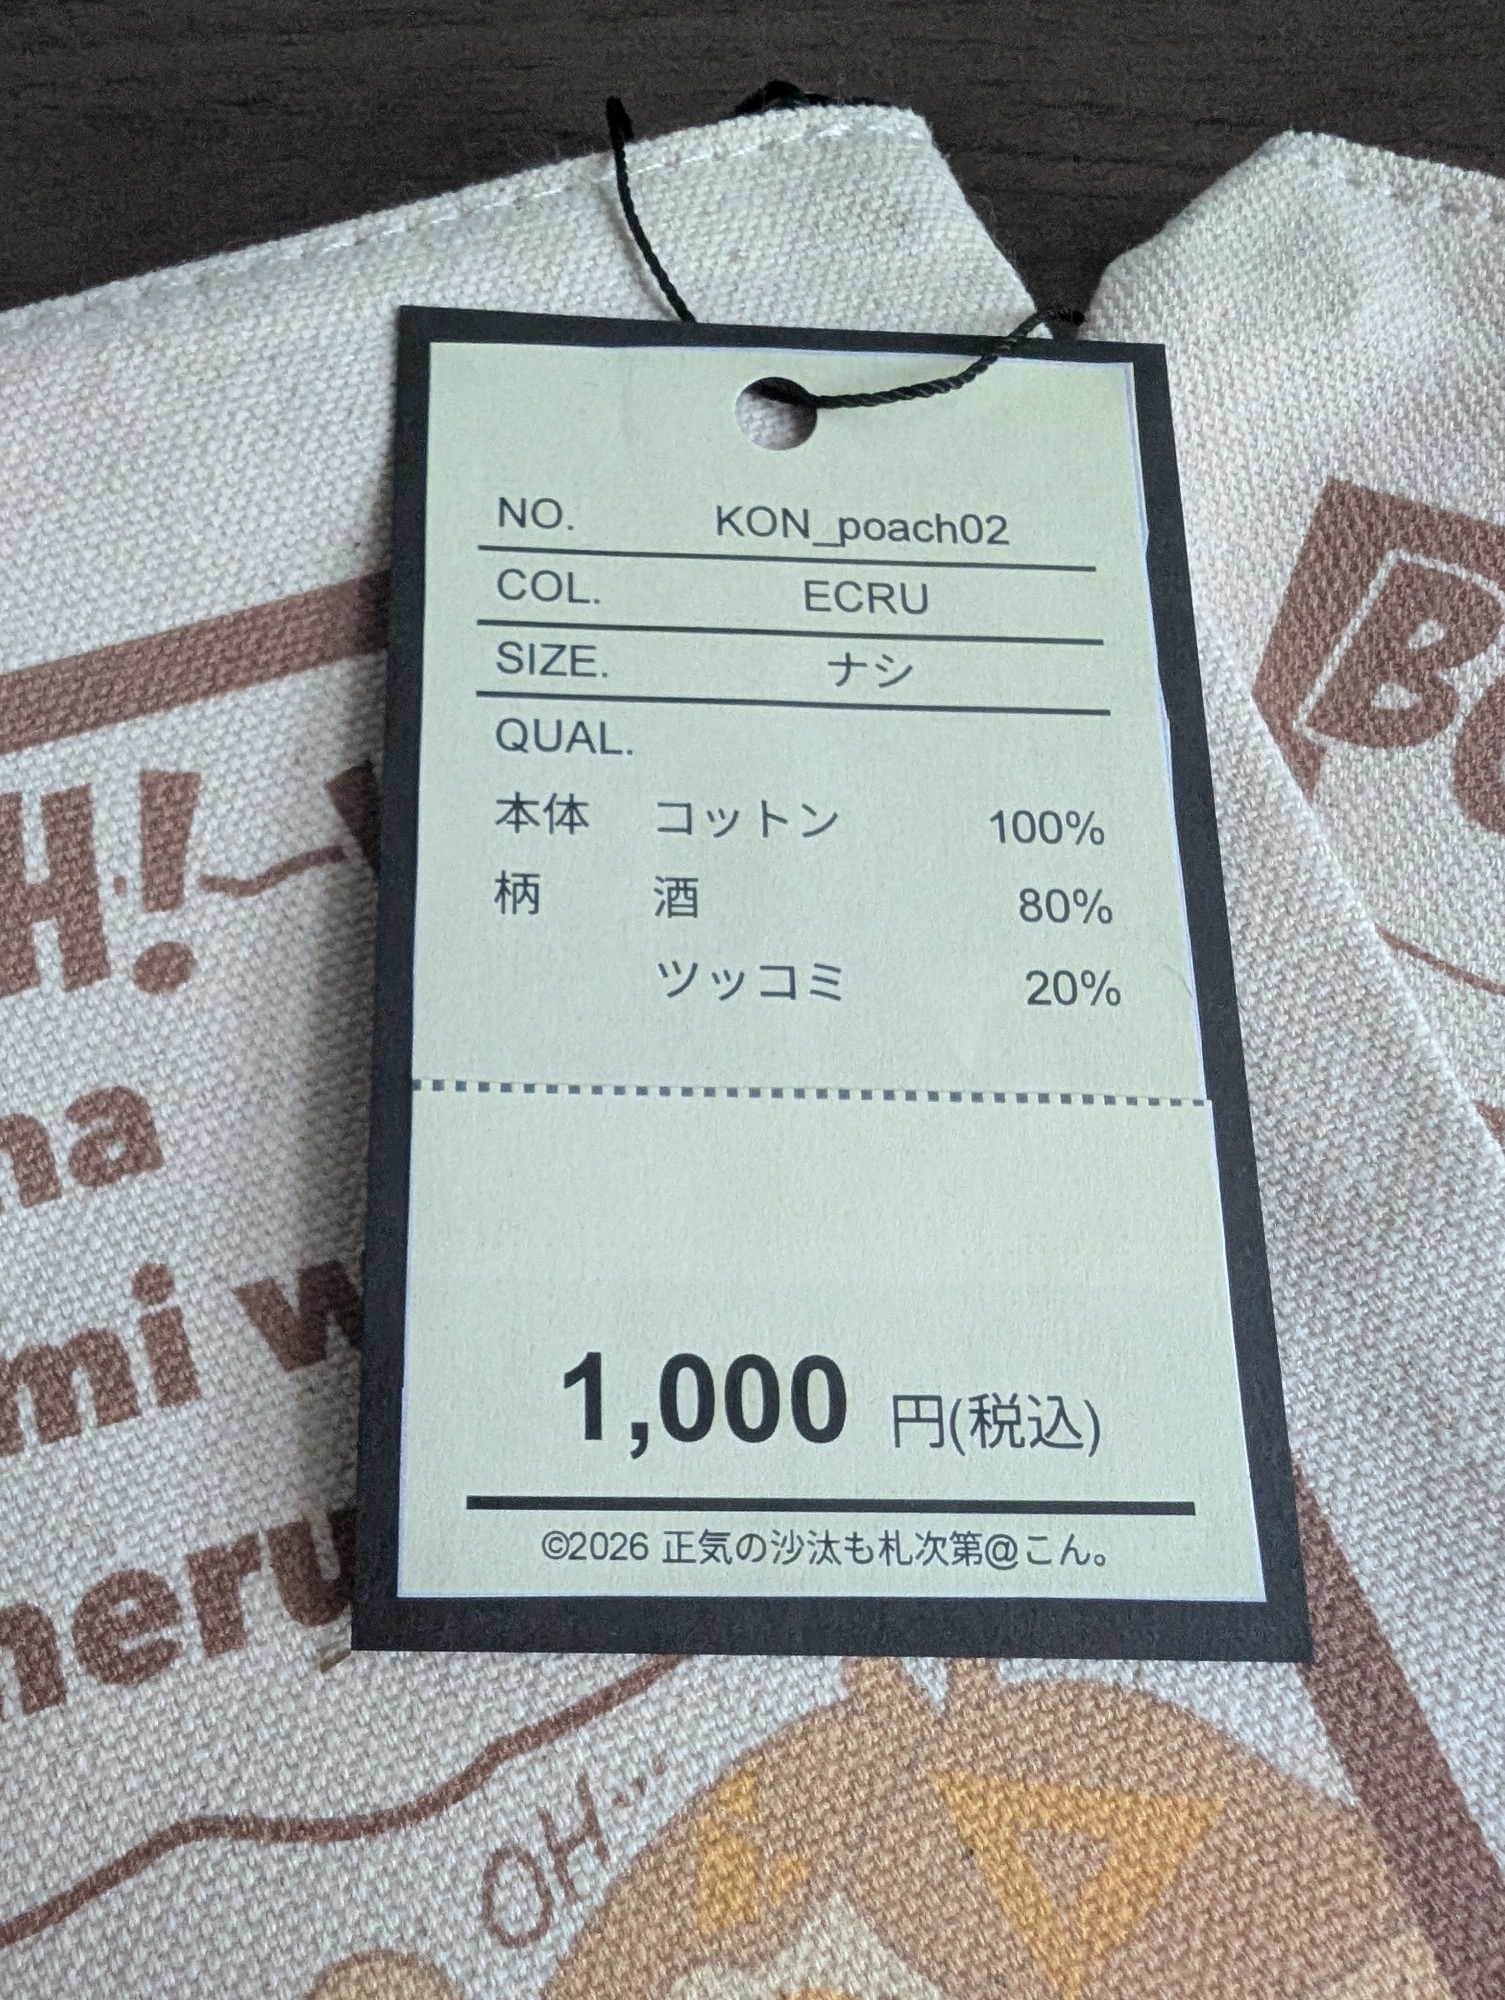 NO. KON_poach02
COL. ECRU
SIZE. ナシ
QUAL.
本体 コットン 100%
柄 酒 80%
ツッコミ 20%
1,000 円(税込)
©2026 正気の沙汰も札次第@こん。
OH...